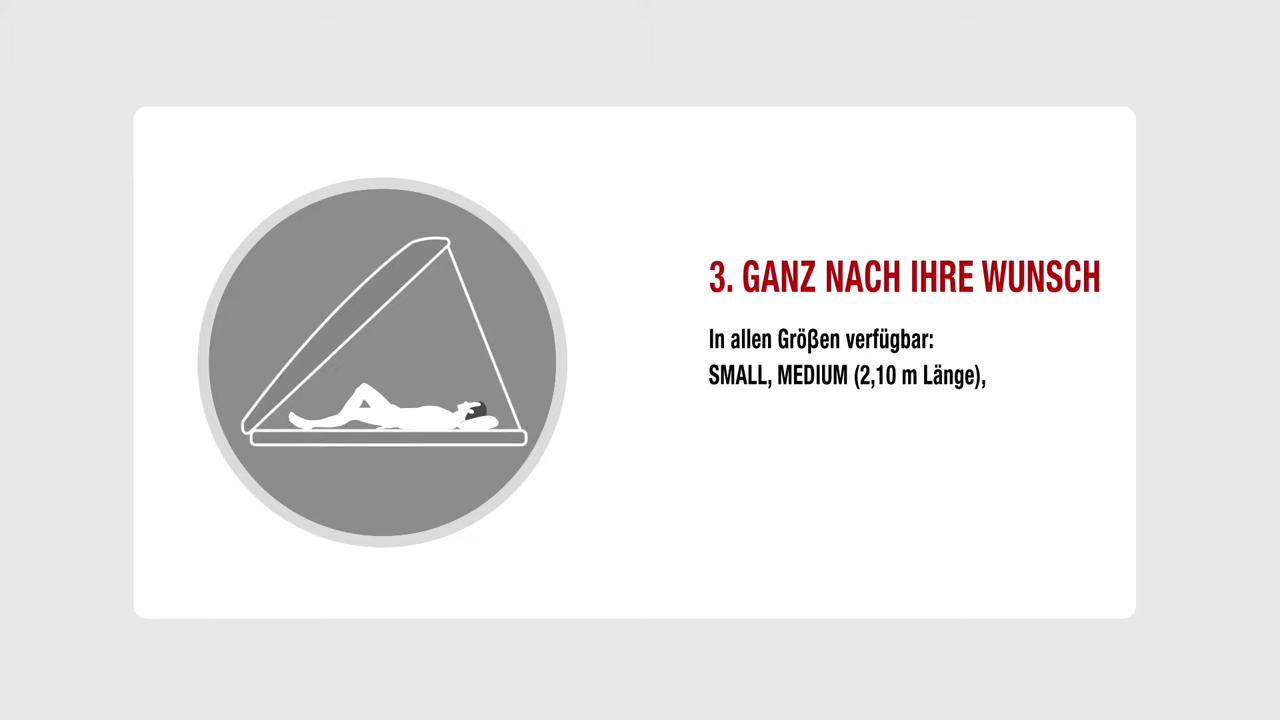 3. GANZ NACH IHRE WUNSCH
In allen Größen verfügbar:
SMALL, MEDIUM (2,10 m Länge),